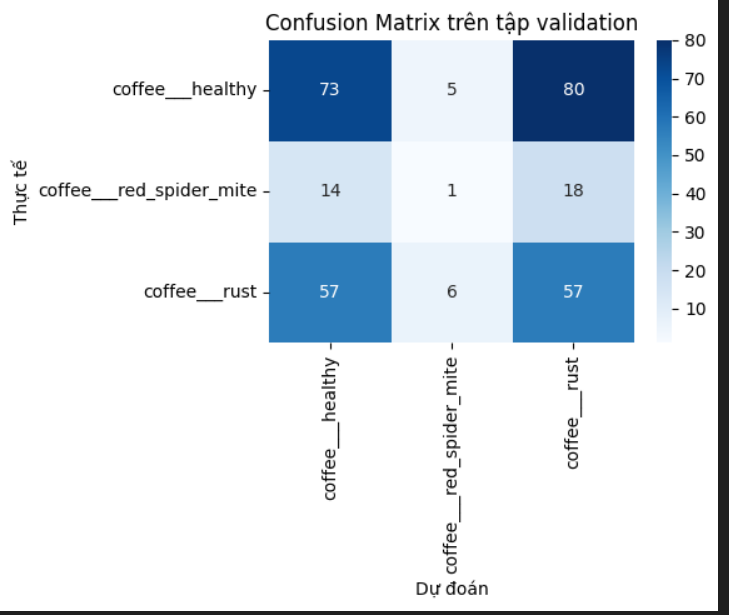 Confusion Matrix trên tập validation
coffee___healthy
73 5 80
coffee___red_spider_mite
14 1 18
coffee___rust
57 6 57
Thực tế
80
70
60
50
40
30
20
10
coffee___healthy
coffee___red_spider_mite
coffee___rust
Dự đoán